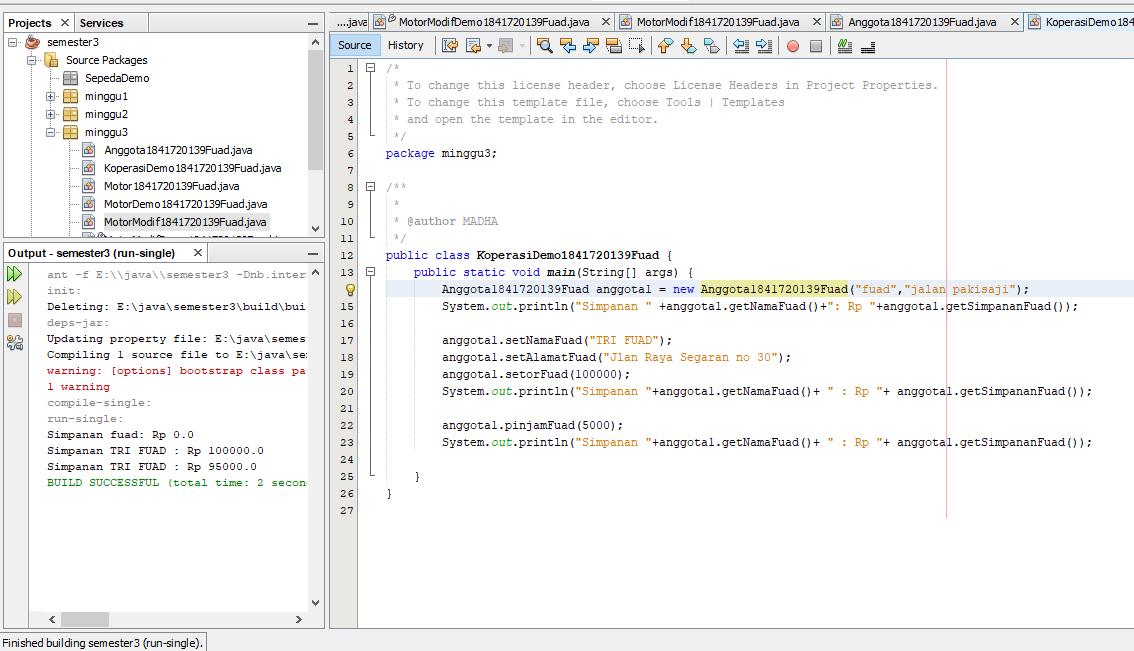 Projects
Services
semester3
Source Packages
SepedaDemo
minggu1
minggu2
minggu3
Anggota1841720139Fuad.java
KoperasiDemo1841720139Fuad.java
Motor1841720139Fuad.java
MotorDemo1841720139Fuad.java
MotorModif1841720139Fuad.java
Output - semester3 (run-single)
ant -f E:\\java\\semester3 -Dnb.inter
init:
Deleting: E:\java\semester3\build\bui
deps-jar:
Updating property file: E:\java\semes
Compiling 1 source file to E:\java\se
warning: [options] bootstrap class pa
1 warning
compile-single:
run-single:
Simpanan fuad: Rp 0.0
Simpanan TRI FUAD : Rp 100000.0
Simpanan TRI FUAD : Rp 95000.0
BUILD SUCCESSFUL (total time: 2 secon
Finished building semester3 (run-single).
....java MotorModifDemo1841720139Fuad.java MotorModif1841720139Fuad.java Anggota1841720139Fuad.java KoperasiDemo184
Source History
1 /*
2 * To change this license header, choose License Headers in Project Properties.
3 * To change this template file, choose Tools | Templates
4 * and open the template in the editor.
5 */
6 package minggu3;
7
8 /**
9 *
10 * @author MADHA
11 */
12 public class KoperasiDemo1841720139Fuad {
13 public static void main(String[] args) {
Anggota1841720139Fuad anggota1 = new Anggota1841720139Fuad("fuad","jalan pakisaji");
15 System.out.println("Simpanan " +anggota1.getNamaFuad()+": Rp "+anggota1.getSimpananFuad());
16
17 anggota1.setNamaFuad("TRI FUAD");
18 anggota1.setAlamatFuad("Jlan Raya Segaran no 30");
19 anggota1.setorFuad(100000);
20 System.out.println("Simpanan "+anggota1.getNamaFuad()+ " : Rp "+ anggota1.getSimpananFuad());
21
22 anggota1.pinjamFuad(5000);
23 System.out.println("Simpanan "+anggota1.getNamaFuad()+ " : Rp "+ anggota1.getSimpananFuad());
24
25 }
26 }
27